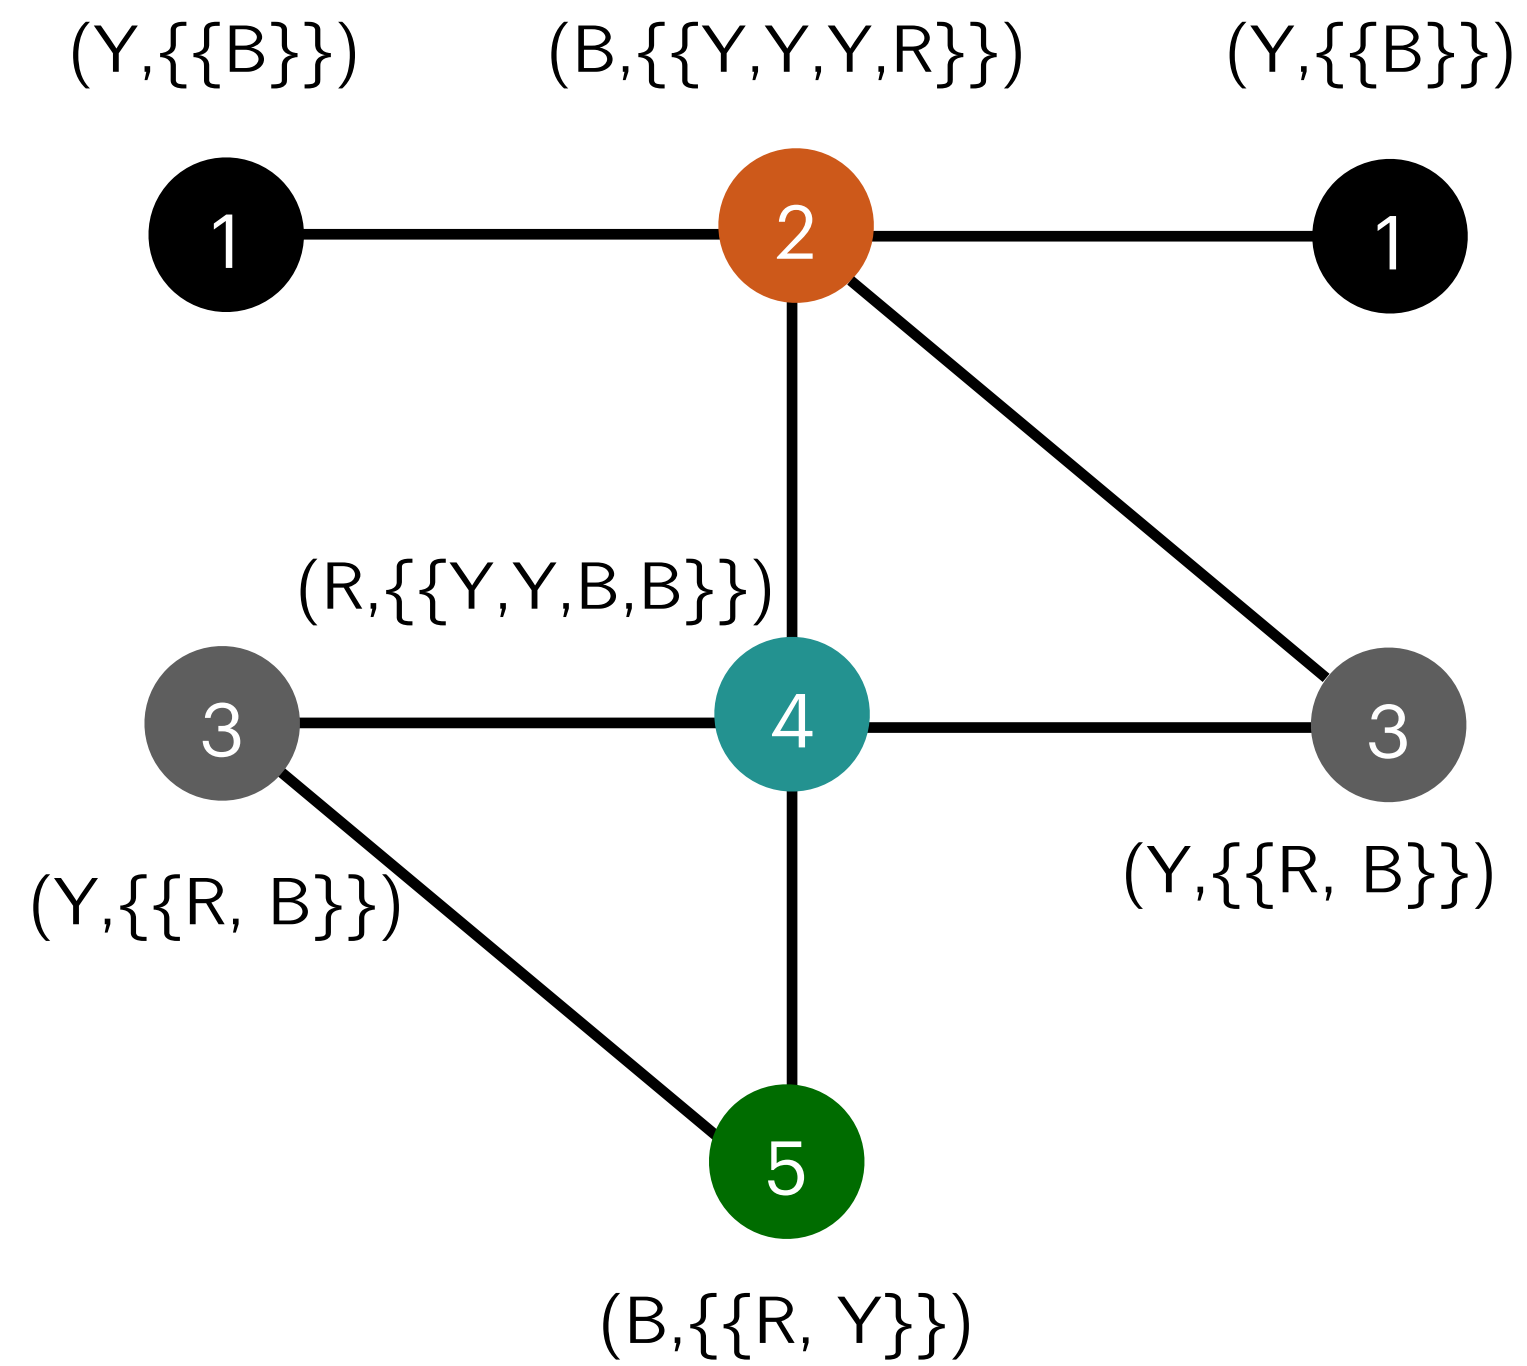 (Y,{{B}}) (B,{{Y,Y,Y,R}}) (Y,{{B}})
1 2 1
(R,{{Y,Y,B,B}})
3 4 3
(Y,{{R, B}}) (Y,{{R, B}})
5
(B,{{R, Y}})